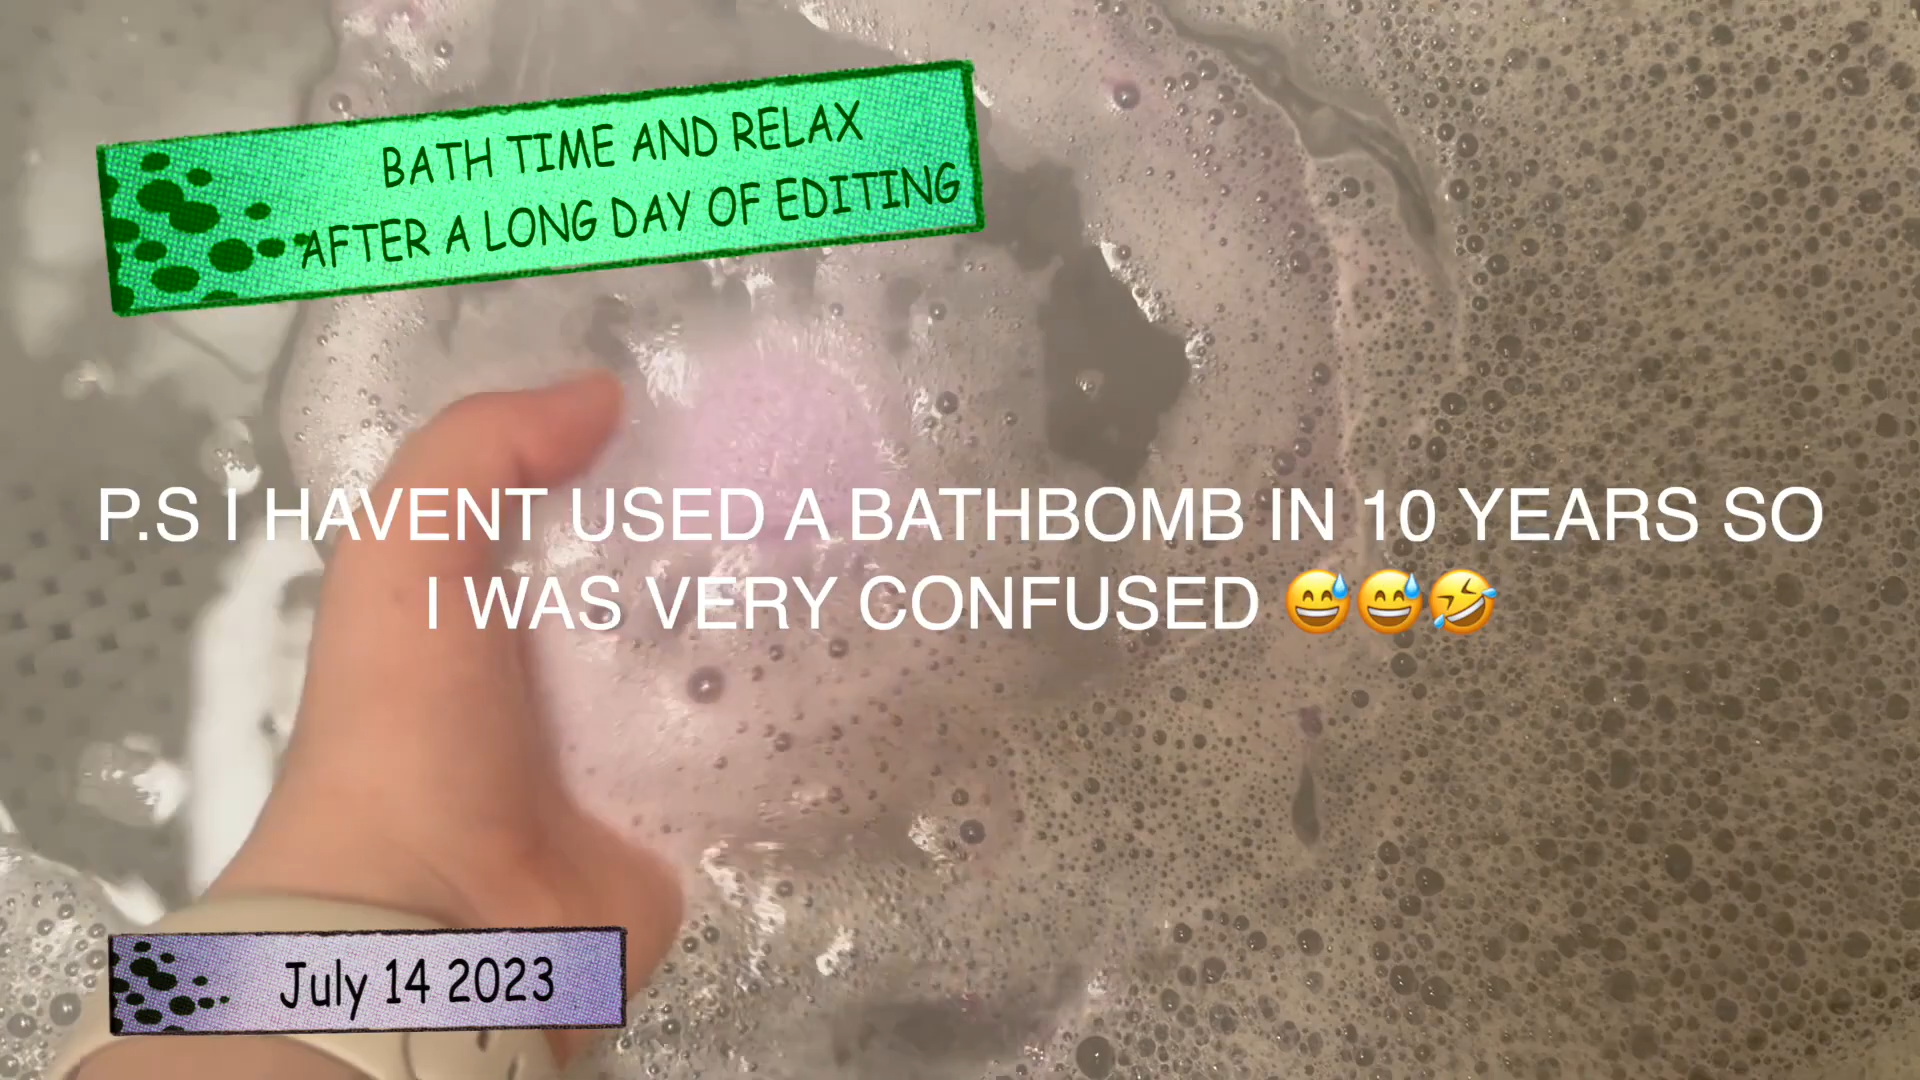 BATH TIME AND RELAX
AFTER A LONG DAY OF EDITING
P.S I HAVENT USED A BATHBOMB IN 10 YEARS SO
I WAS VERY CONFUSED 😅😅🤣
July 14 2023